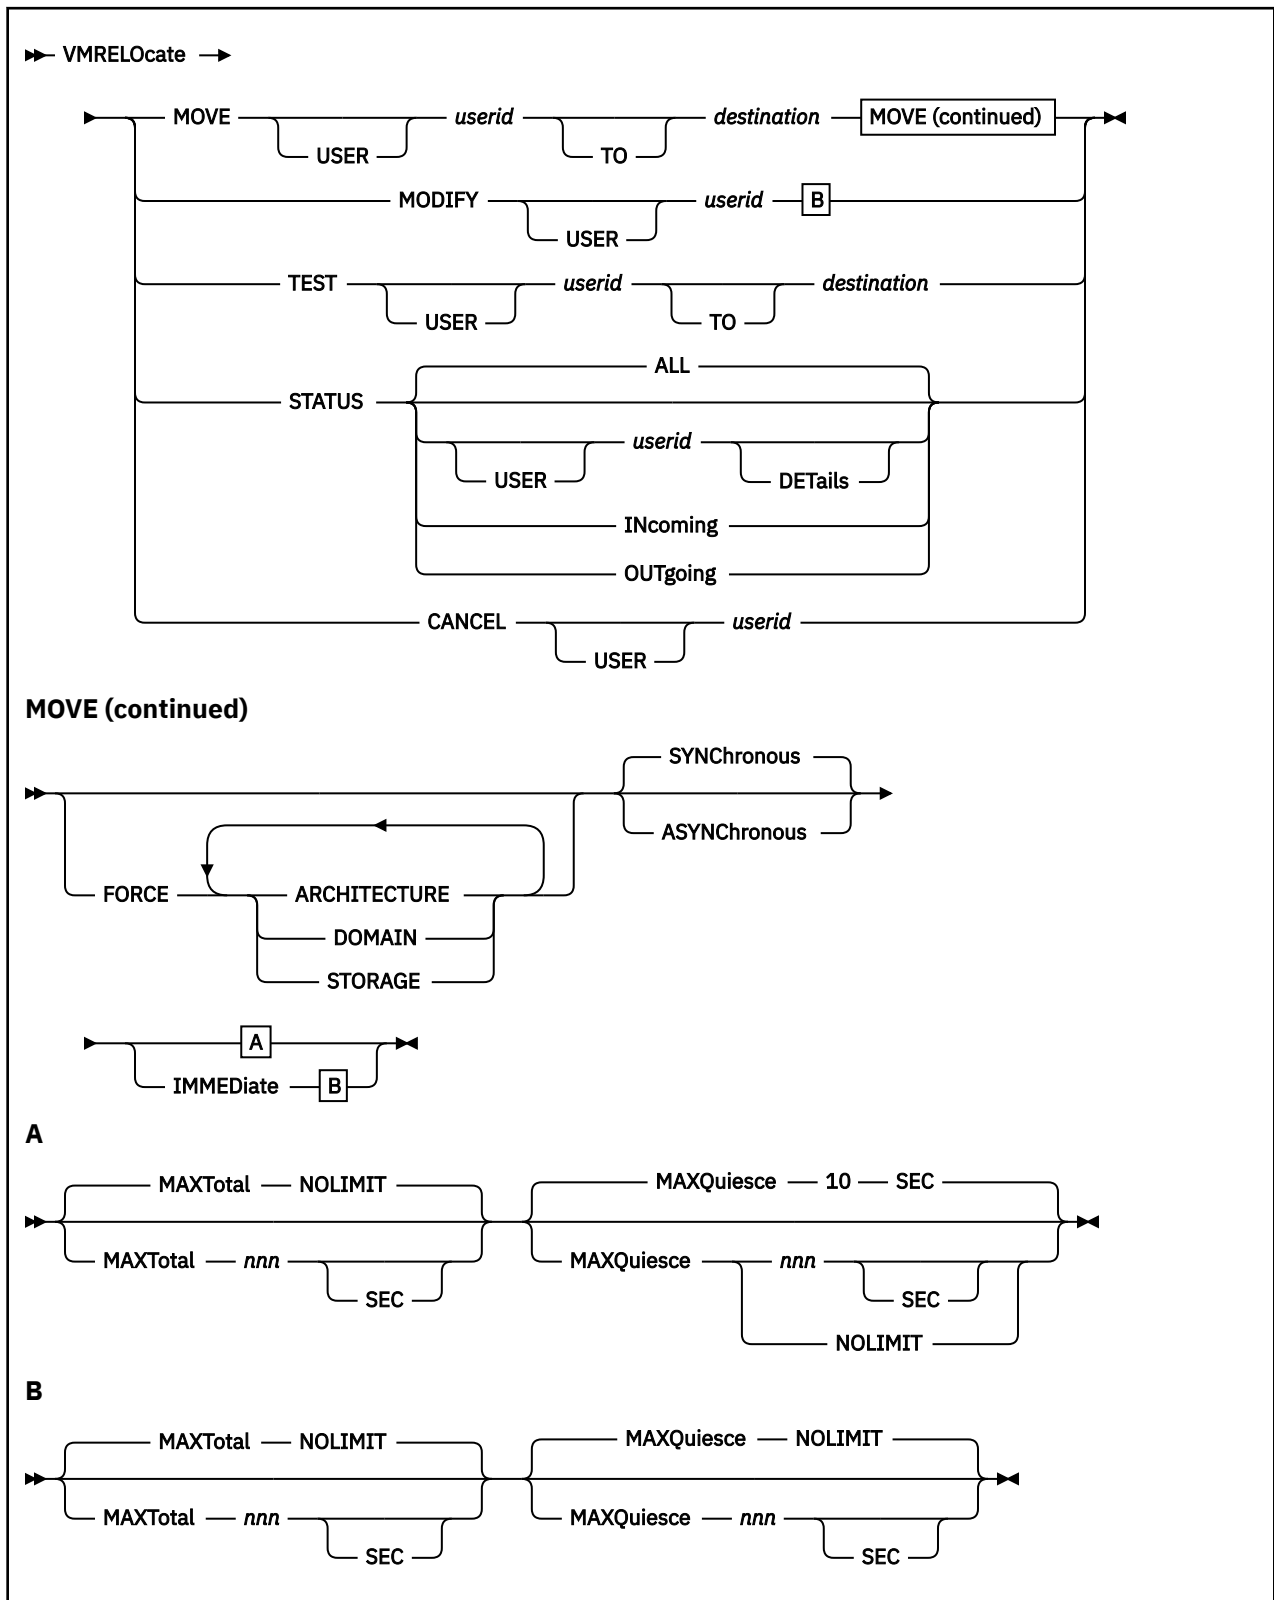 VMRELOcate
MOVE userid destination MOVE (continued)
USER TO
MODIFY userid B
USER
TEST userid destination
USER TO
ALL
STATUS
userid
USER DETails
INcoming
OUTgoing
CANCEL userid
USER
MOVE (continued)
SYNChronous
ASYNChronous
FORCE ARCHITECTURE
DOMAIN
STORAGE
A
IMMEDiate B
A
MAXTotal NOLIMIT MAXQuiesce 10 SEC
MAXTotal nnn MAXQuiesce nnn
SEC SEC
NOLIMIT
B
MAXTotal NOLIMIT MAXQuiesce NOLIMIT
MAXTotal nnn MAXQuiesce nnn
SEC SEC